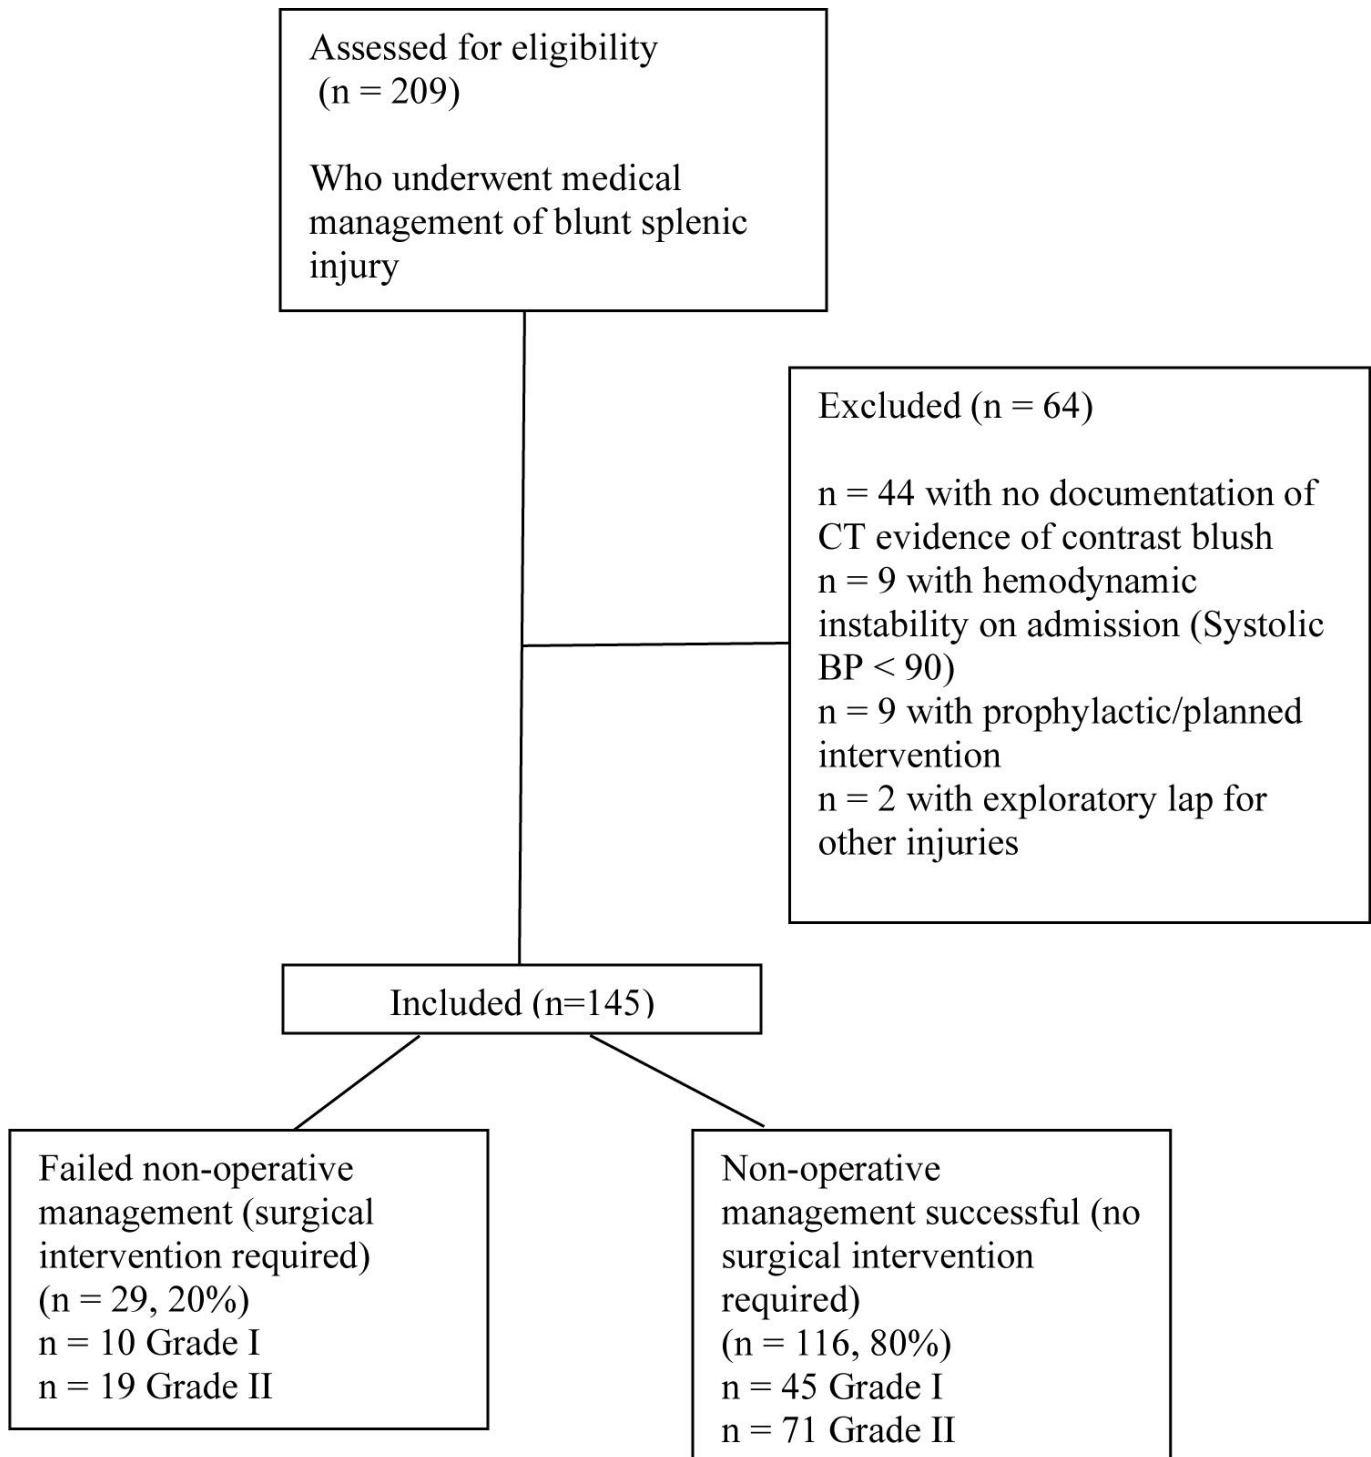 Assessed for eligibility
(n = 209)
Who underwent medical
management of blunt splenic
injury
Excluded (n = 64)
n = 44 with no documentation of
CT evidence of contrast blush
n = 9 with hemodynamic
instability on admission (Systolic
BP < 90)
n = 9 with prophylactic/planned
intervention
n = 2 with exploratory lap for
other injuries
Included (n=145)
Failed non-operative
management (surgical
intervention required)
(n = 29, 20%)
n = 10 Grade I
n = 19 Grade II
Non-operative
management successful (no
surgical intervention
required)
(n = 116, 80%)
n = 45 Grade I
n = 71 Grade II